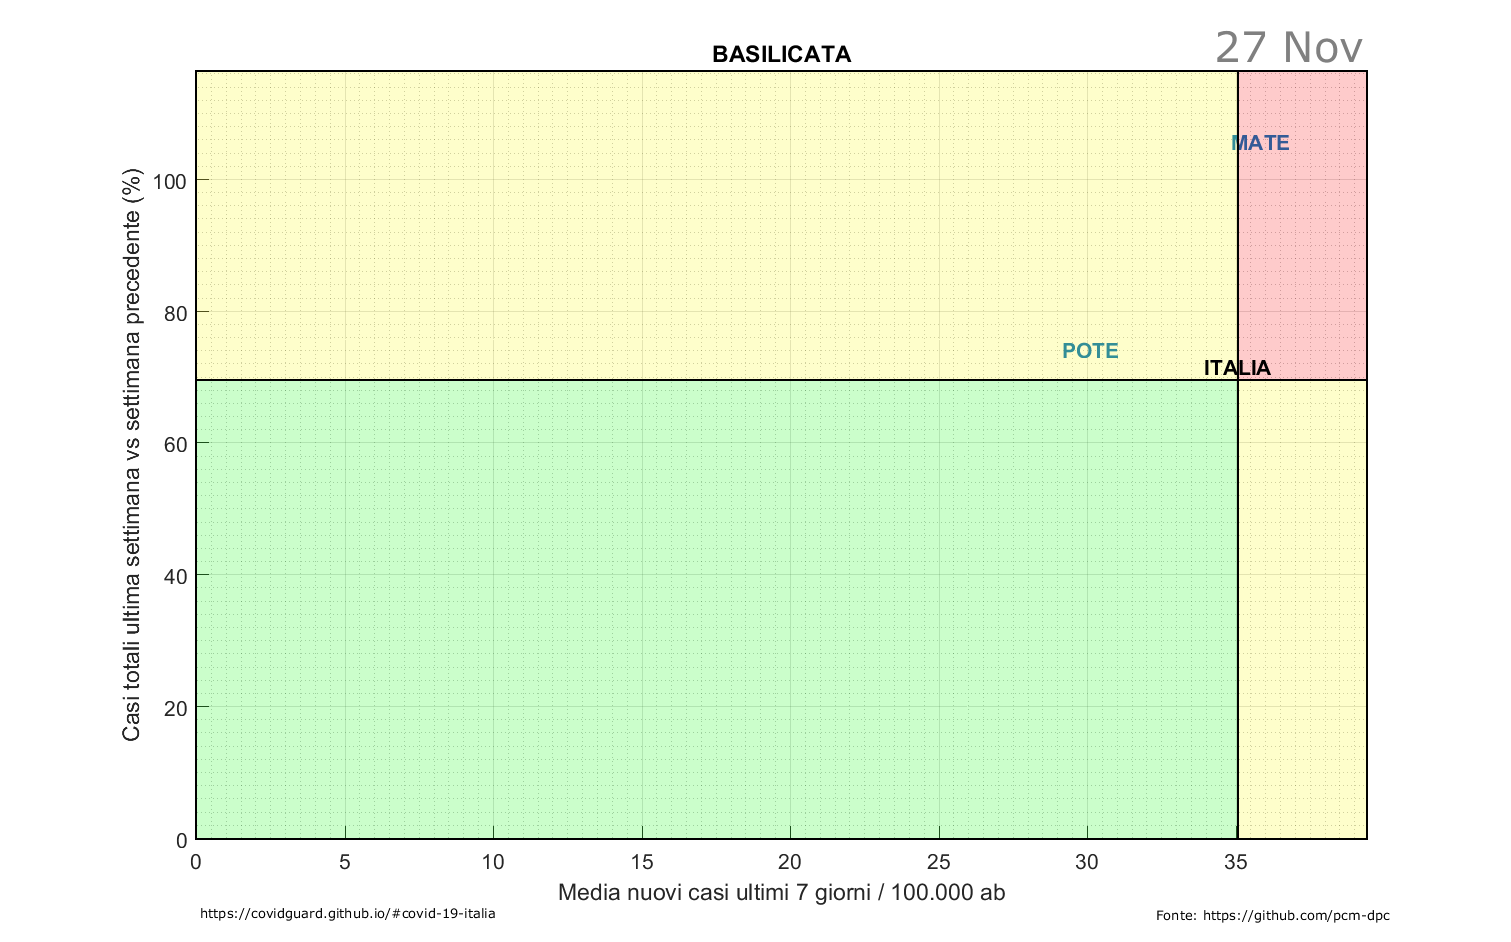 27 Nov
BASILICATA
Casi totali ultima settimana vs settimana precedente (%)
100
80
60
40
20
0
MATE
POTE
ITALIA
0 5 10 15 20 25 30 35
Media nuovi casi ultimi 7 giorni / 100.000 ab
https://covidguard.github.io/#covid-19-italia
Fonte: https://github.com/pcm-dpc